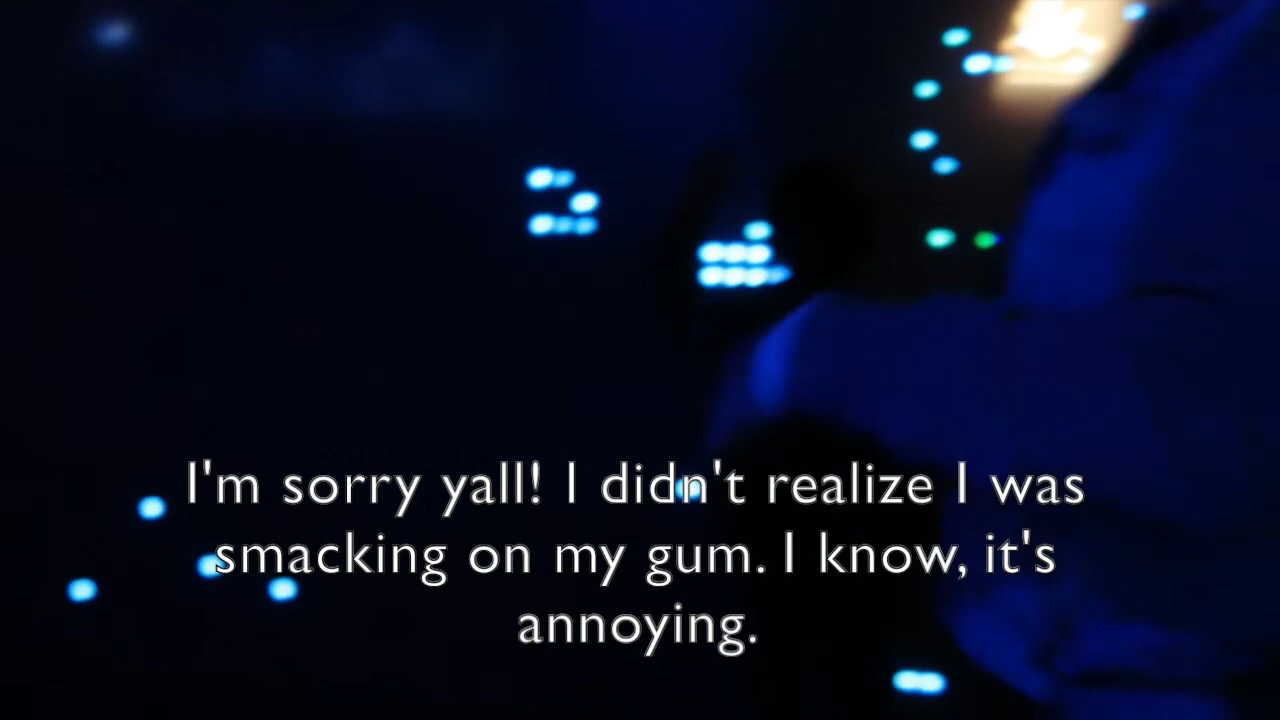 I'm sorry yall! I didn't realize I was
smacking on my gum. I know, it's
annoying.